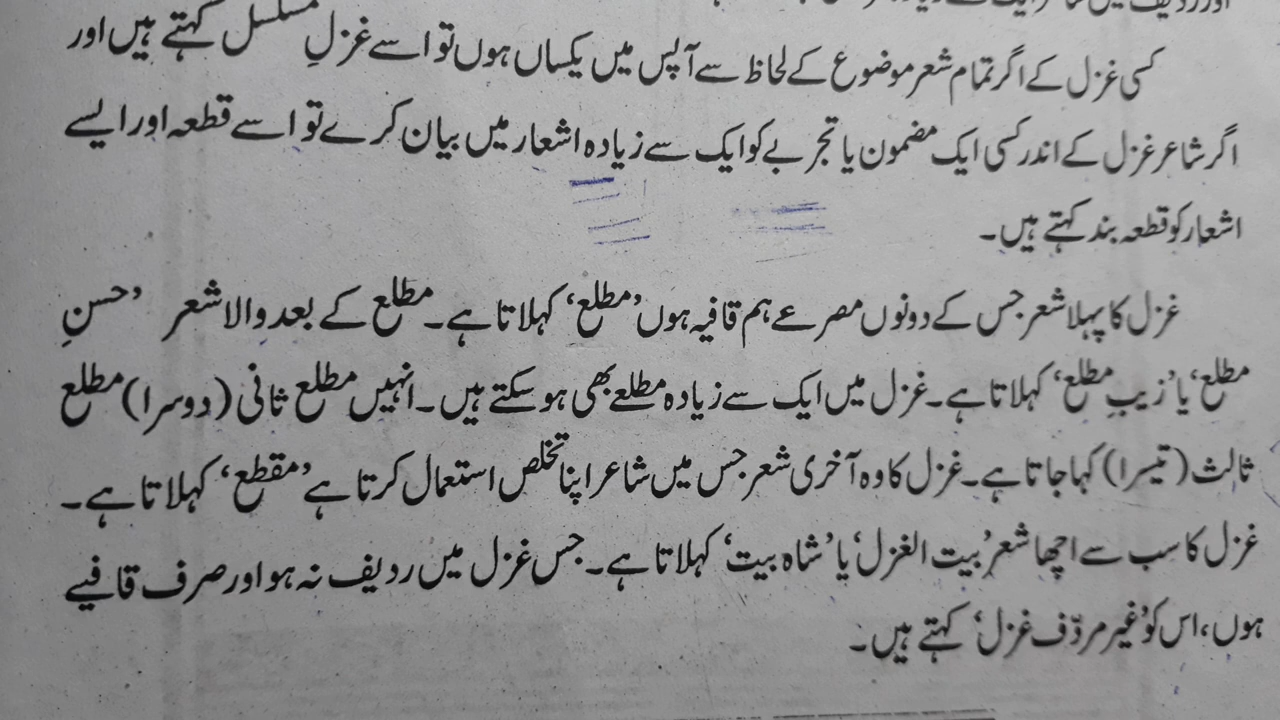 کسی غزل کے اگر تمام شعر موضوع کے لحاظ سے آپس میں یکساں ہوں تو اسے غزلِ مسلسل کہتے ہیں اور
اگر شاعر غزل کے اندر کسی ایک مضمون یا تجربے کو ایک سے زیادہ اشعار میں بیان کرے تو اسے قطعہ اور ایسے
اشعار کو قطعہ بند کہتے ہیں۔
غزل کا پہلا شعر جس کے دونوں مصرعے ہم قافیہ ہوں ’مطلع‘ کہلاتا ہے۔ مطلع کے بعد والا شعر ’حسنِ
مطلع‘ یا ’زیبِ مطلع‘ کہلاتا ہے۔ غزل میں ایک سے زیادہ مطلعے بھی ہو سکتے ہیں۔ انہیں مطلع ثانی (دوسرا) مطلع
ثالث (تیسرا) کہا جاتا ہے۔ غزل کا وہ آخری شعر جس میں شاعر اپنا تخلص استعمال کرتا ہے ’مقطع‘ کہلاتا ہے۔
غزل کا سب سے اچھا شعر ’بیت الغزل‘ یا ’شاہ بیت‘ کہلاتا ہے۔ جس غزل میں ردیف نہ ہو اور صرف قافیے
ہوں، اس کو ’غیر مردّف غزل‘ کہتے ہیں۔